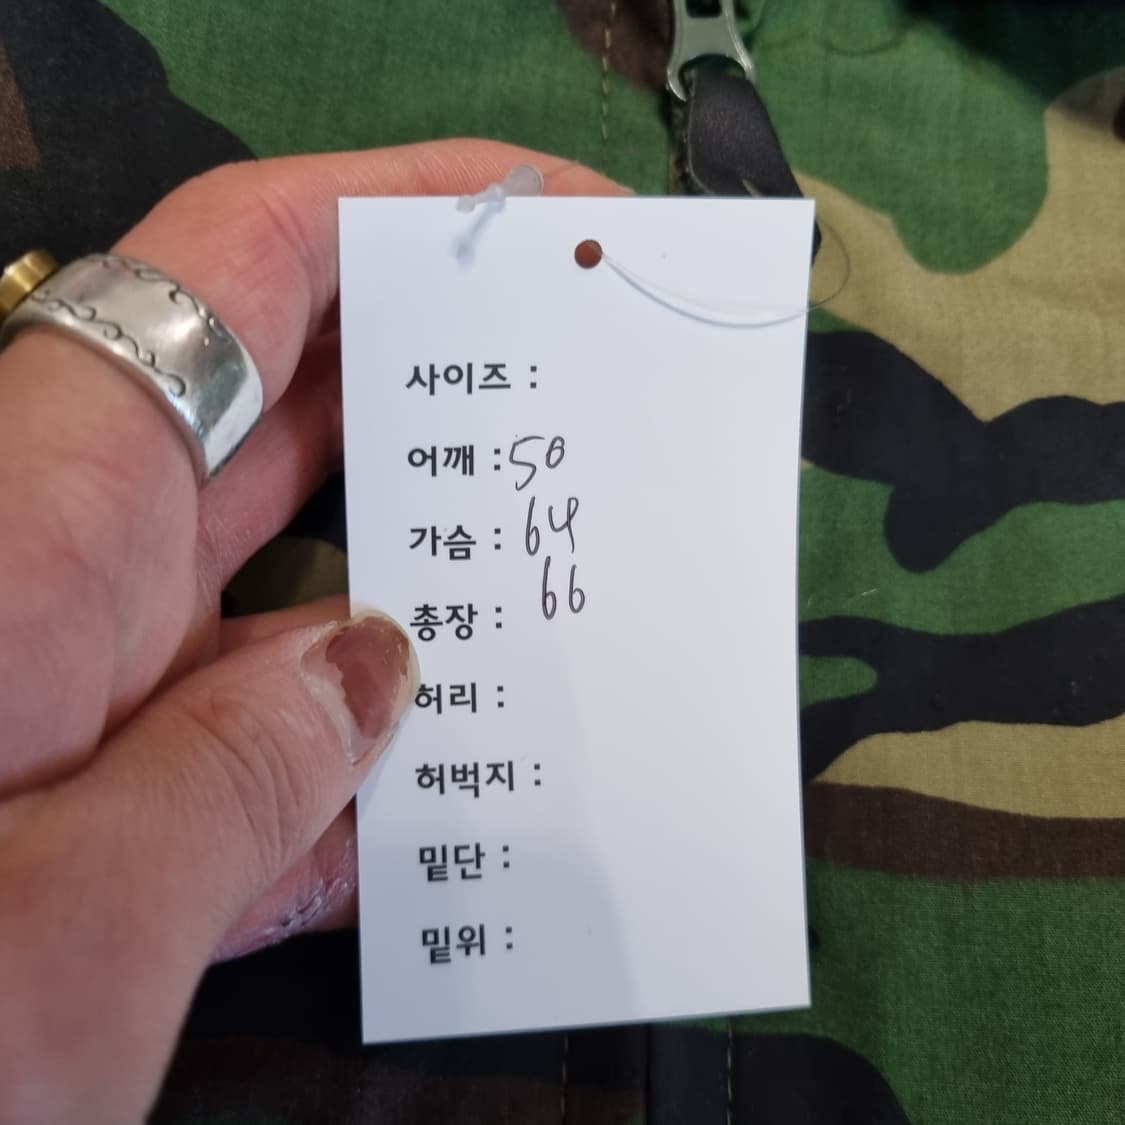 사이즈 :
어깨 : 50
가슴 : 64
총장 : 66
허리 :
허벅지 :
밑단 :
밑위 :